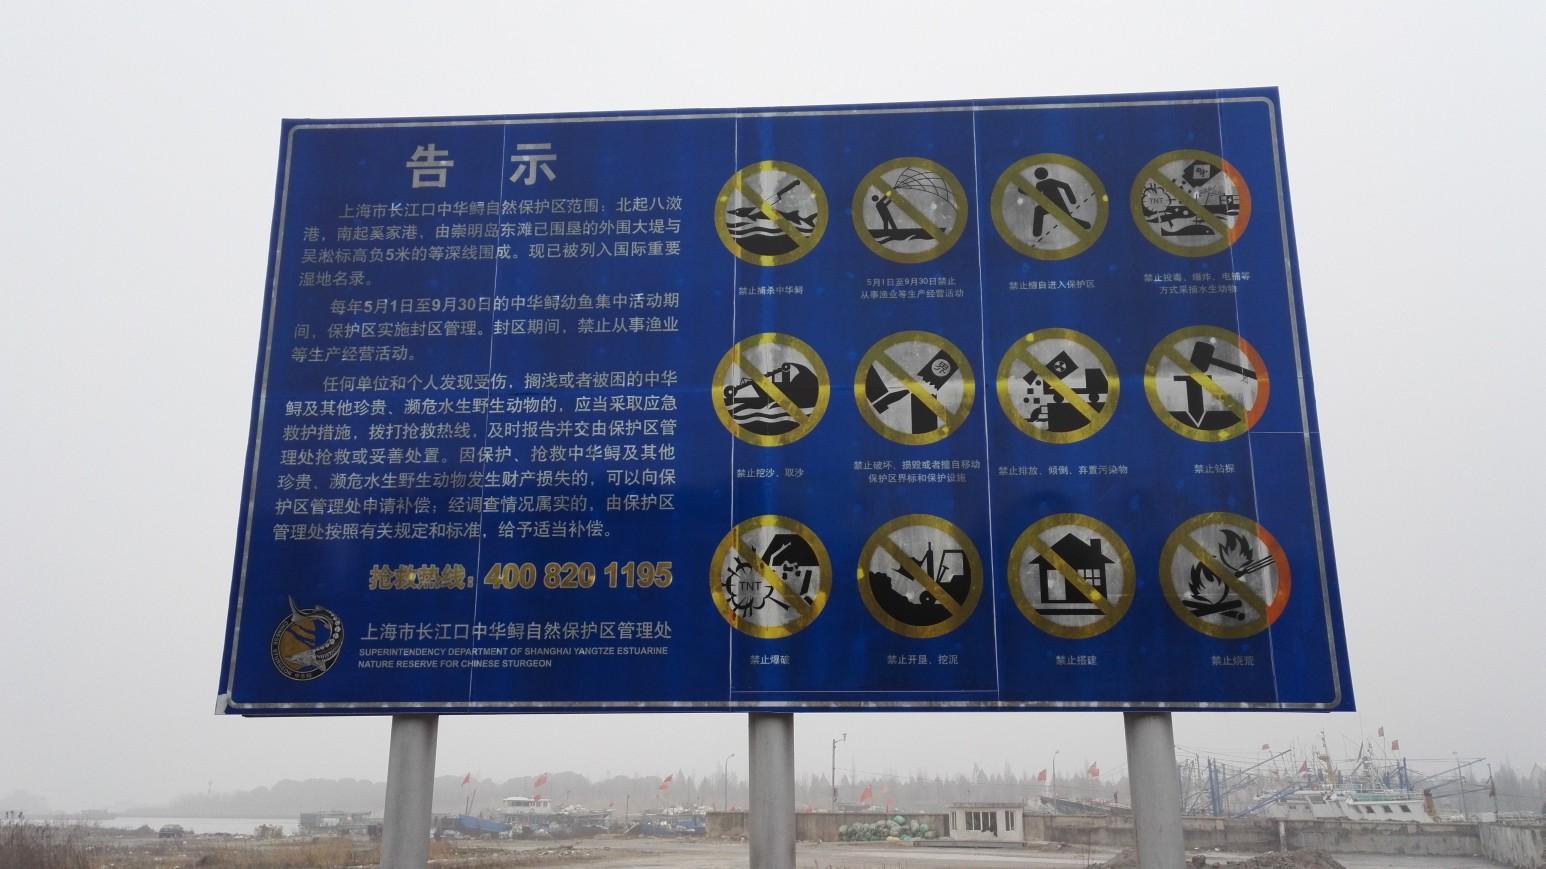 告 示
上海市长江口中华鲟自然保护区范围：北起八滧
港，南起奚家港，由崇明岛东滩已围垦的外围大堤与
吴淞标高负5米的等深线围成。现已被列入国际重要
湿地名录。
每年5月1日至9月30日的中华鲟幼鱼集中活动期
间，保护区实施封区管理。封区期间，禁止从事渔业
等生产经营活动。
任何单位和个人发现受伤，搁浅或者被困的中华
鲟及其他珍贵、濒危水生野生动物的，应当采取应急
救护措施，拨打抢救热线，及时报告并交由保护区管
理处抢救或妥善处置。因保护、抢救中华鲟及其他
珍贵、濒危水生野生动物发生财产损失的，可以向保
护区管理处申请补偿；经调查情况属实的，由保护区
管理处按照有关规定和标准，给予适当补偿。
抢救热线：400 820 1195
上海市长江口中华鲟自然保护区管理处
SUPERINTENDENCY DEPARTMENT OF SHANGHAI YANGTZE ESTUARINE
NATURE RESERVE FOR CHINESE STURGEON
禁止捕杀中华鲟
5月1日至9月30日禁止
从事渔业等生产经营活动
禁止擅自进入保护区
TNT
禁止投毒、爆炸、电捕等
方式采捕水生动物
禁止挖沙、取沙
界
禁止破坏、损毁或者擅自移动
保护区界标和保护设施
禁止排放、倾倒、弃置污染物
禁止钻探
TNT
禁止爆破
禁止开垦、挖泥
禁止搭建
禁止烧荒